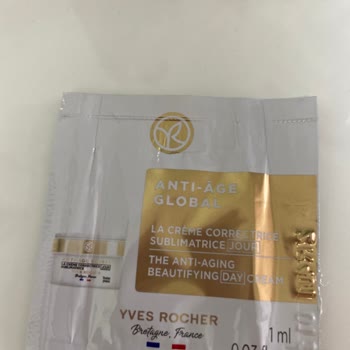 ANTI-ÂGE
GLOBAL
LA CRÈME CORRECTRICE
SUBLIMATRICE JOUR
THE ANTI-AGING
BEAUTIFYING DAY CREAM
YVES ROCHER
Bretagne, France
1 ml